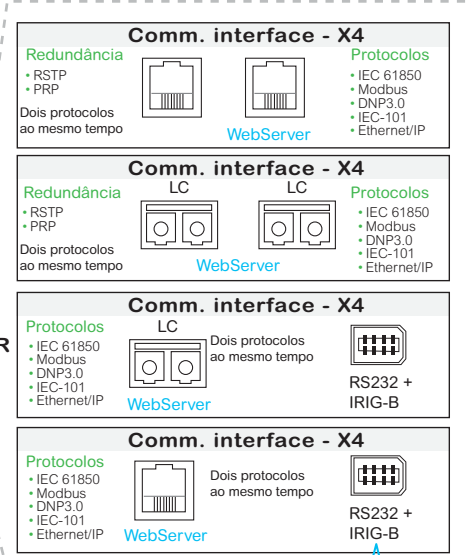 Comm. interface - X4
Redundância
• RSTP
• PRP
Dois protocolos
ao mesmo tempo
WebServer
Protocolos
• IEC 61850
• Modbus
• DNP3.0
• IEC-101
• Ethernet/IP
Comm. interface - X4
Redundância
• RSTP
• PRP
Dois protocolos
ao mesmo tempo
LC
LC
WebServer
Protocolos
• IEC 61850
• Modbus
• DNP3.0
• IEC-101
• Ethernet/IP
R
Comm. interface - X4
Protocolos
• IEC 61850
• Modbus
• DNP3.0
• IEC-101
• Ethernet/IP
LC
WebServer
Dois protocolos
ao mesmo tempo
RS232 +
IRIG-B
Comm. interface - X4
Protocolos
• IEC 61850
• Modbus
• DNP3.0
• IEC-101
• Ethernet/IP
WebServer
Dois protocolos
ao mesmo tempo
RS232 +
IRIG-B